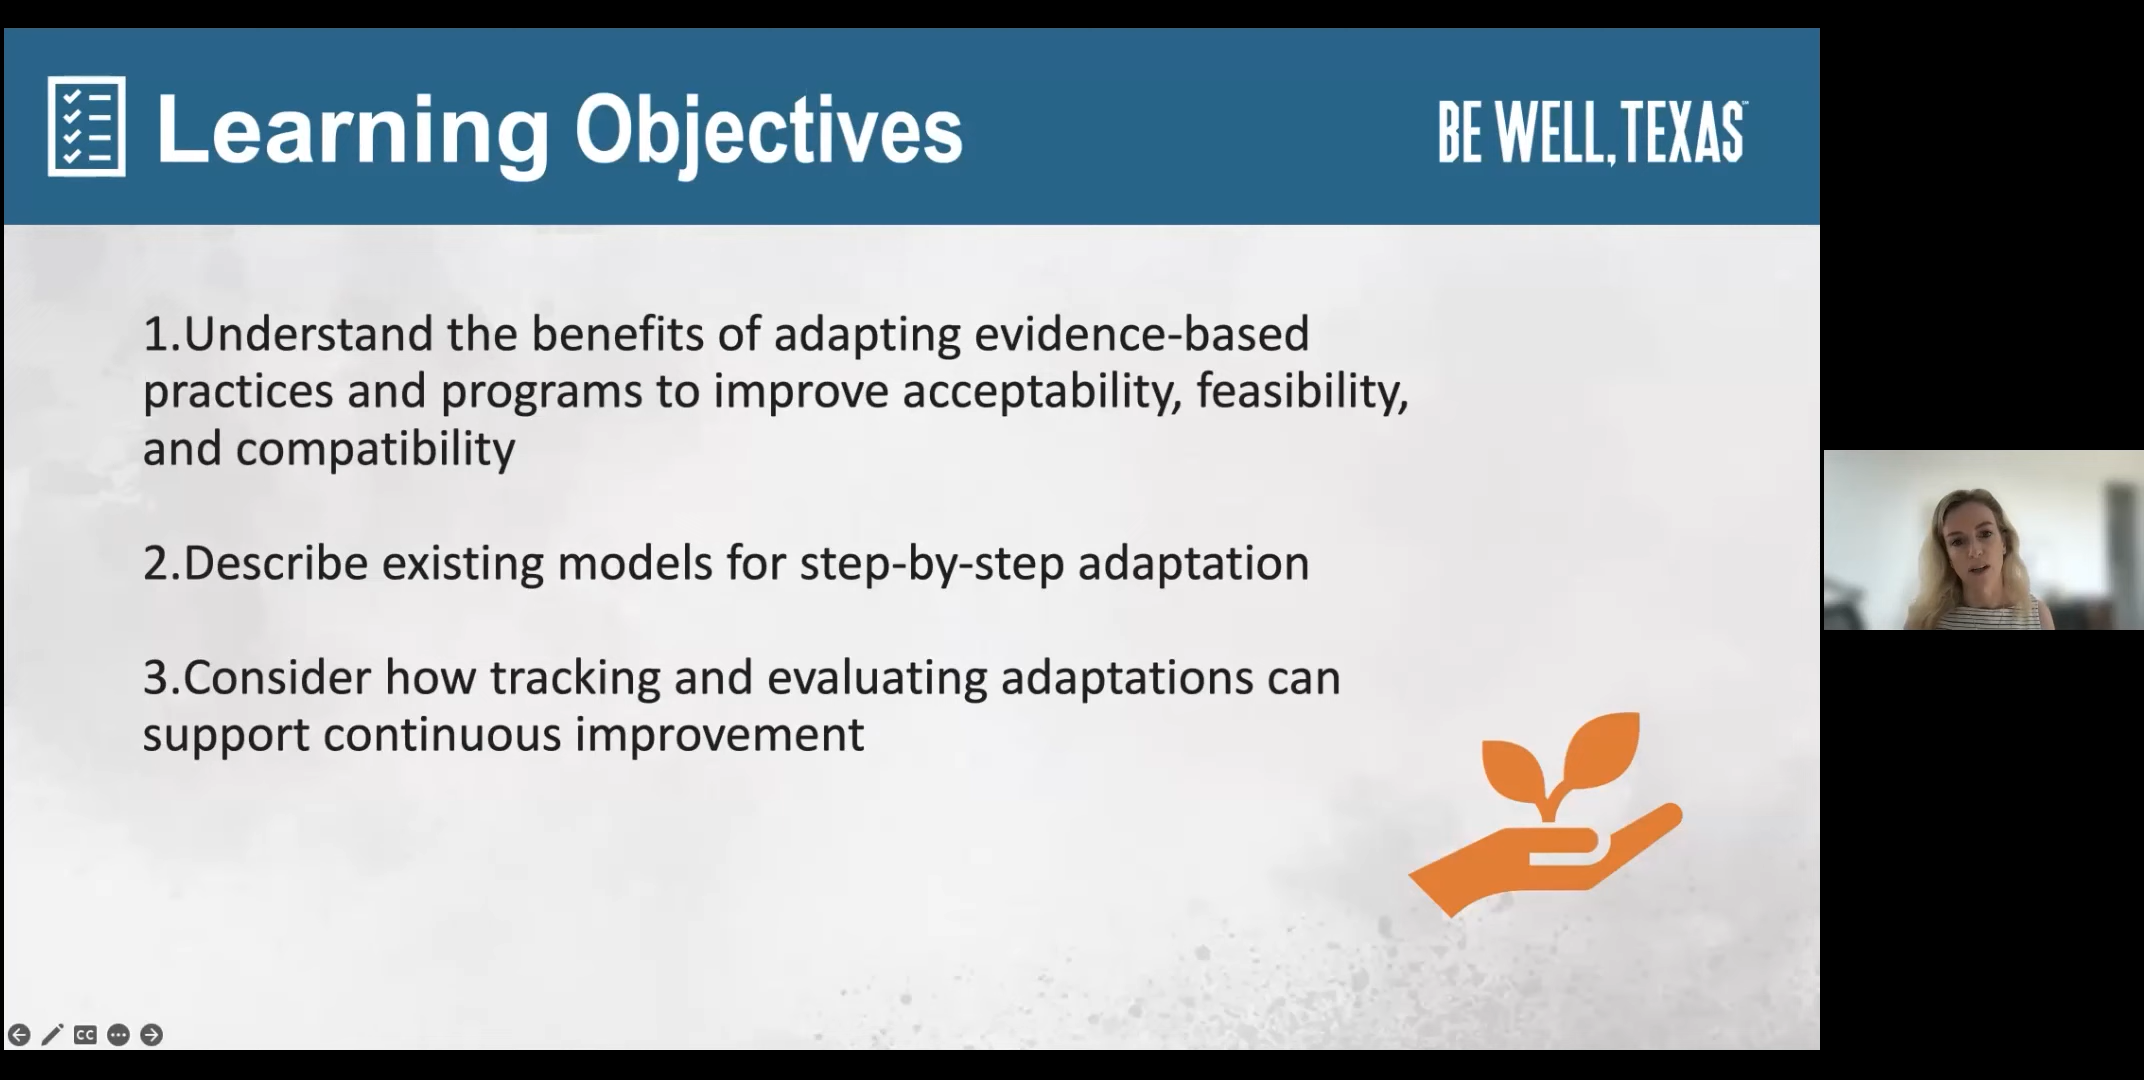 Learning Objectives
BE WELL, TEXAS™
1.Understand the benefits of adapting evidence-based
practices and programs to improve acceptability, feasibility,
and compatibility
2.Describe existing models for step-by-step adaptation
3.Consider how tracking and evaluating adaptations can
support continuous improvement
CC